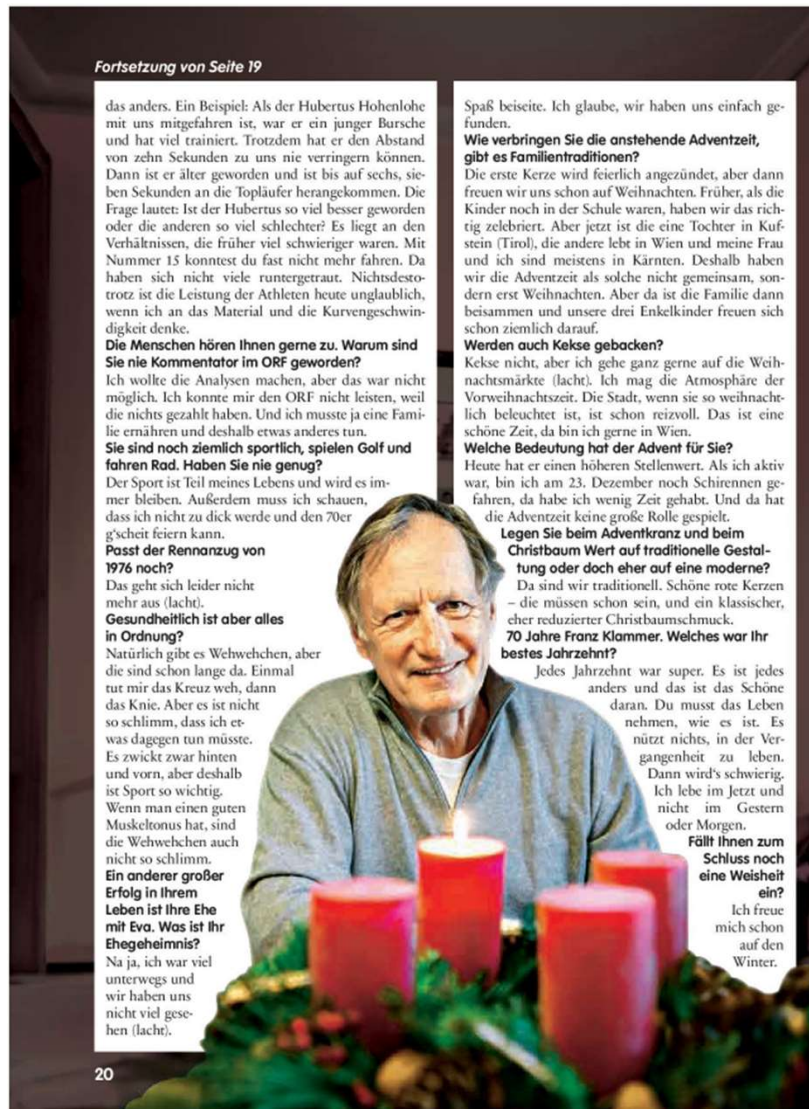 Fortsetzung von Seite 19
das anders. Ein Beispiel: Als der Hubertus Hohenlohe
mit uns mitgefahren ist, war er ein junger Bursche
und hat viel trainiert. Trotzdem hat er den Abstand
von zehn Sekunden zu uns nie verringern können.
Dann ist er älter geworden und ist bis auf sechs, sie-
ben Sekunden an die Topläufer herangekommen. Die
Frage lautet: Ist der Hubertus so viel besser geworden
oder die anderen so viel schlechter? Es liegt an den
Verhältnissen, die früher viel schwieriger waren. Mit
Nummer 15 konntest du fast nicht mehr fahren. Da
haben sich nicht viele runtergetraut. Nichtsdesto-
trotz ist die Leistung der Athleten heute unglaublich,
wenn ich an das Material und die Kurvengeschwin-
digkeit denke.
Die Menschen hören Ihnen gerne zu. Warum sind
Sie nie Kommentator im ORF geworden?
Ich wollte die Analysen machen, aber das war nicht
möglich. Ich konnte mir den ORF nicht leisten, weil
die nichts gezahlt haben. Und ich musste ja eine Fami-
lie ernähren und deshalb etwas anderes tun.
Sie sind noch ziemlich sportlich, spielen Golf und
fahren Rad. Haben Sie nie genug?
Der Sport ist Teil meines Lebens und wird es im-
mer bleiben. Außerdem muss ich schauen,
dass ich nicht zu dick werde und den 70er
g'scheit feiern kann.
Passt der Rennanzug von
1976 noch?
Das geht sich leider nicht
mehr aus (lacht).
Gesundheitlich ist aber alles
in Ordnung?
Natürlich gibt es Wehwehchen, aber
die sind schon lange da. Einmal
tut mir das Kreuz weh, dann
das Knie. Aber es ist nicht
so schlimm, dass ich et-
was dagegen tun müsste.
Es zwickt zwar hinten
und vorn, aber deshalb
ist Sport so wichtig.
Wenn man einen guten
Muskeltonus hat, sind
die Wehwehchen auch
nicht so schlimm.
Ein anderer großer
Erfolg in Ihrem
Leben ist Ihre Ehe
mit Eva. Was ist Ihr
Ehegeheimnis?
Na ja, ich war viel
unterwegs und
wir haben uns
nicht viel gese-
hen (lacht).
Spaß beiseite. Ich glaube, wir haben uns einfach ge-
funden.
Wie verbringen Sie die anstehende Adventzeit,
gibt es Familientraditionen?
Die erste Kerze wird feierlich angezündet, aber dann
freuen wir uns schon auf Weihnachten. Früher, als die
Kinder noch in der Schule waren, haben wir das rich-
tig zelebriert. Aber jetzt ist die eine Tochter in Kuf-
stein (Tirol), die andere lebt in Wien und meine Frau
und ich sind meistens in Kärnten. Deshalb haben
wir die Adventzeit als solche nicht gemeinsam, son-
dern erst Weihnachten. Aber da ist die Familie dann
beisammen und unsere drei Enkelkinder freuen sich
schon ziemlich darauf.
Werden auch Kekse gebacken?
Kekse nicht, aber ich gehe ganz gerne auf die Weih-
nachtsmärkte (lacht). Ich mag die Atmosphäre der
Vorweihnachtszeit. Die Stadt, wenn sie so weihnacht-
lich beleuchtet ist, ist schon reizvoll. Das ist eine
schöne Zeit, da bin ich gerne in Wien.
Welche Bedeutung hat der Advent für Sie?
Heute hat er einen höheren Stellenwert. Als ich aktiv
war, bin ich am 23. Dezember noch Schirennen ge-
fahren, da habe ich wenig Zeit gehabt. Und da hat
die Adventzeit keine große Rolle gespielt.
Legen Sie beim Adventkranz und beim
Christbaum Wert auf traditionelle Gestal-
tung oder doch eher auf eine moderne?
Da sind wir traditionell. Schöne rote Kerzen
– die müssen schon sein, und ein klassischer,
eher reduzierter Christbaumschmuck.
70 Jahre Franz Klammer. Welches war Ihr
bestes Jahrzehnt?
Jedes Jahrzehnt war super. Es ist jedes
anders und das ist das Schöne
daran. Du musst das Leben
nehmen, wie es ist. Es
nützt nichts, in der Ver-
gangenheit zu leben.
Dann wird's schwierig.
Ich lebe im Jetzt und
nicht im Gestern
oder Morgen.
Fällt Ihnen zum
Schluss noch
eine Weisheit
ein?
Ich freue
mich schon
auf den
Winter.
20